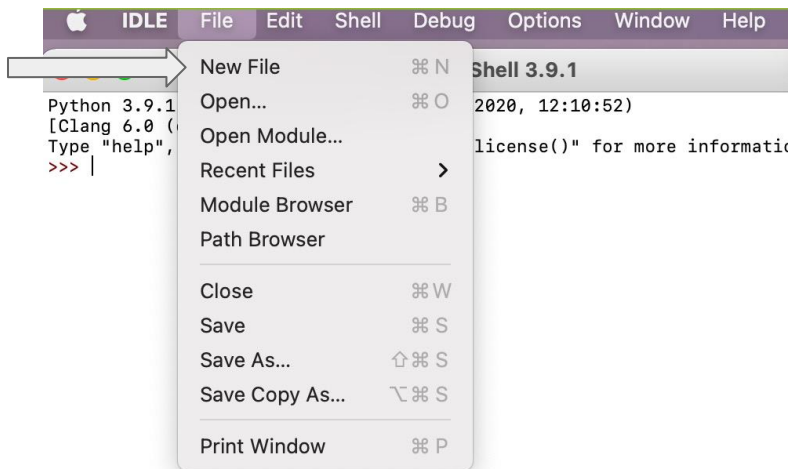 IDLE File Edit Shell Debug Options Window Help
New File ⌘ N
Shell 3.9.1
Python 3.9.1 2020, 12:10:52)
Open... ⌘ O
[Clang 6.0 (
Open Module...
Type "help", license()" for more informatio
>>>
Recent Files >
Module Browser ⌘ B
Path Browser
Close ⌘ W
Save ⌘ S
Save As... ⇧⌘ S
Save Copy As... ⌥⌘ S
Print Window ⌘ P